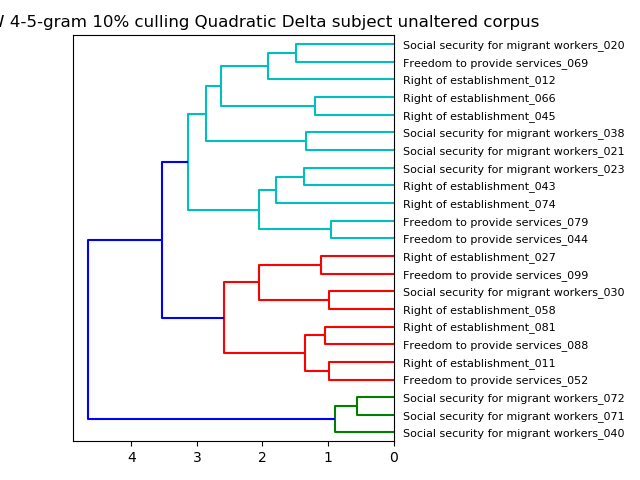 4-5-gram 10% culling Quadratic Delta subject unaltered corpus
Social security for migrant workers_020
Freedom to provide services_069
Right of establishment_012
Right of establishment_066
Right of establishment_045
Social security for migrant workers_038
Social security for migrant workers_021
Social security for migrant workers_023
Right of establishment_043
Right of establishment_074
Freedom to provide services_079
Freedom to provide services_044
Right of establishment_027
Freedom to provide services_099
Social security for migrant workers_030
Right of establishment_058
Right of establishment_081
Freedom to provide services_088
Right of establishment_011
Freedom to provide services_052
Social security for migrant workers_072
Social security for migrant workers_071
Social security for migrant workers_040
4 3 2 1 0